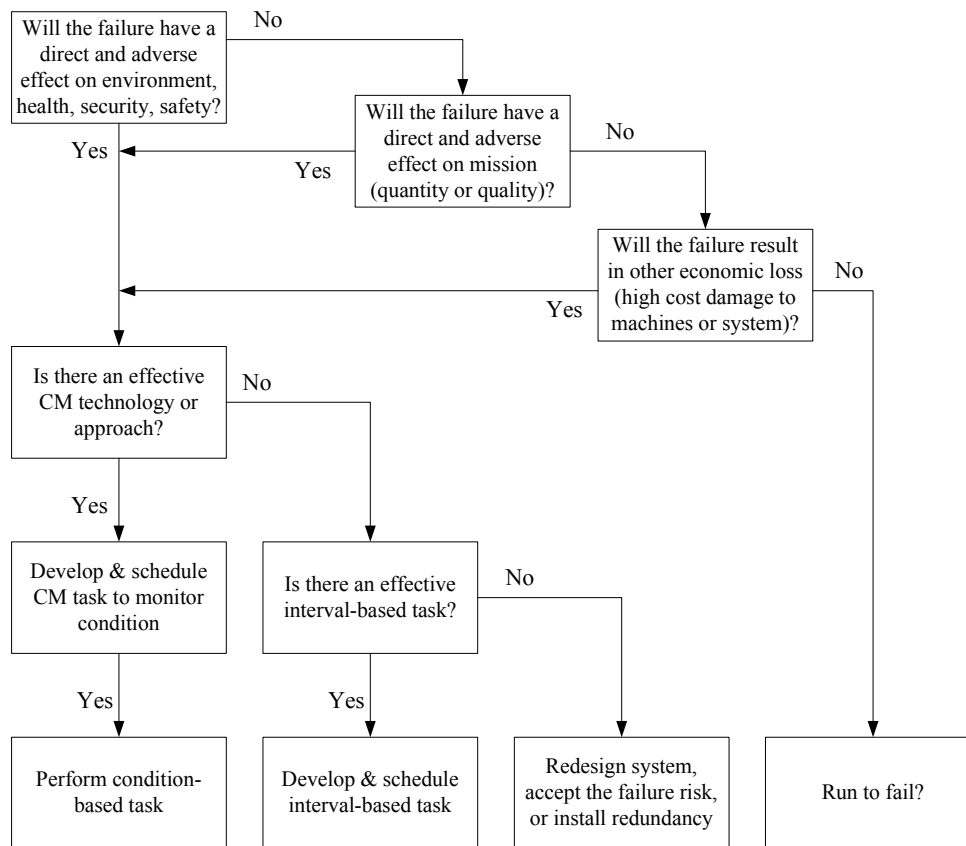 Will the failure have a
direct and adverse
effect on environment,
health, security, safety?
No
Yes
Will the failure have a
direct and adverse
effect on mission
(quantity or quality)?
No
Yes
Will the failure result
in other economic loss
(high cost damage to
machines or system)?
No
Yes
Is there an effective
CM technology or
approach?
No
Yes
Develop & schedule
CM task to monitor
condition
Is there an effective
interval-based task?
No
Yes
Yes
Perform condition-
based task
Develop & schedule
interval-based task
Redesign system,
accept the failure risk,
or install redundancy
Run to fail?